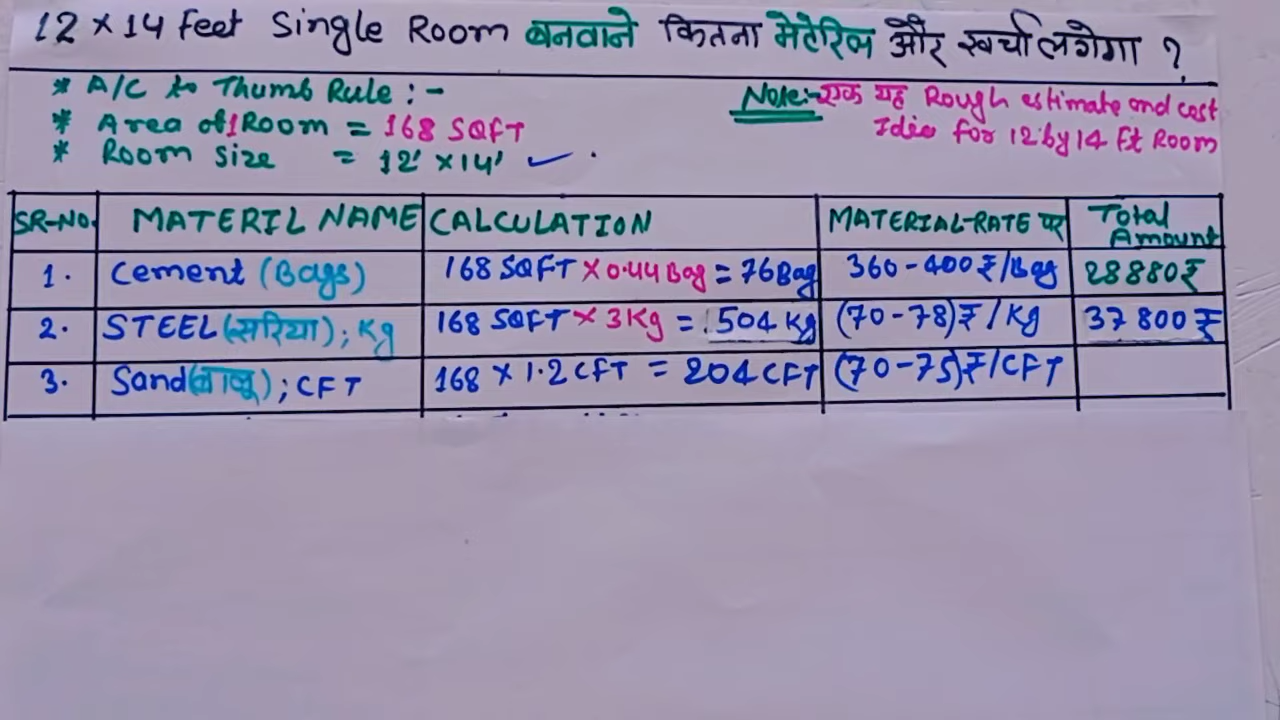 12 × 14 Feet Single Room बनवाने कितना मेटेरियल और खर्चा लगेगा ?
* A/C to Thumb Rule : -
* Area of 1 Room = 168 SQFT
* Room Size = 12' × 14'
Note:- एक यह Rough estimate and cost
Idea for 12 by 14 Ft Room
SR-NO. MATERIL NAME CALCULATION MATERIAL-RATE पर Total Amount
1. Cement (Bags) 168 SQFT × 0.44 Bag = 76 Bag 360-400₹/Bag 28880₹
2. STEEL (सरिया); Kg 168 SQFT × 3 Kg = 504 Kg (70-78)₹/Kg 37800₹
3. Sand (बालू); CFT 168 × 1.2 CFT = 204 CFT (70-75)₹/CFT